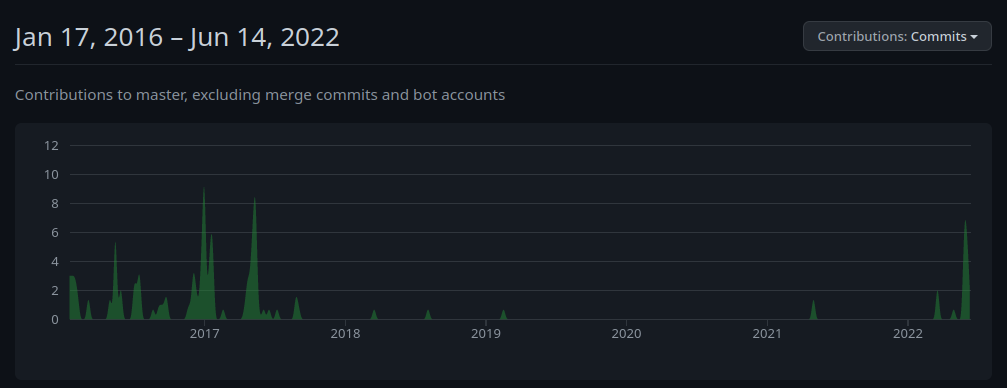 Jan 17, 2016 – Jun 14, 2022
Contributions: Commits
Contributions to master, excluding merge commits and bot accounts
12
10
8
6
4
2
0
2017 2018 2019 2020 2021 2022